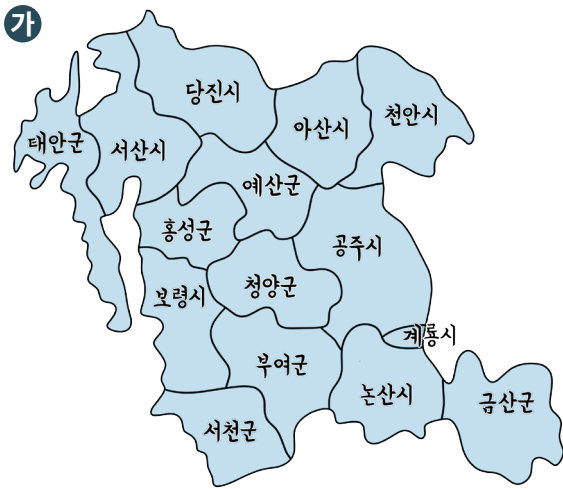 가
당진시
아산시
천안시
태안군
서산시
예산군
홍성군
공주시
보령시
청양군
계룡시
부여군
논산시
금산군
서천군